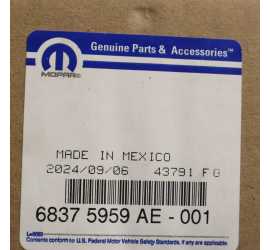 Genuine Parts & Accessories™
MOPAR®
MADE IN MEXICO
2024/09/06 43791 F G
6837 5959 AE - 001
Contents conform to U.S. Federal Motor Vehicle Safety Standards, if any are applicable.